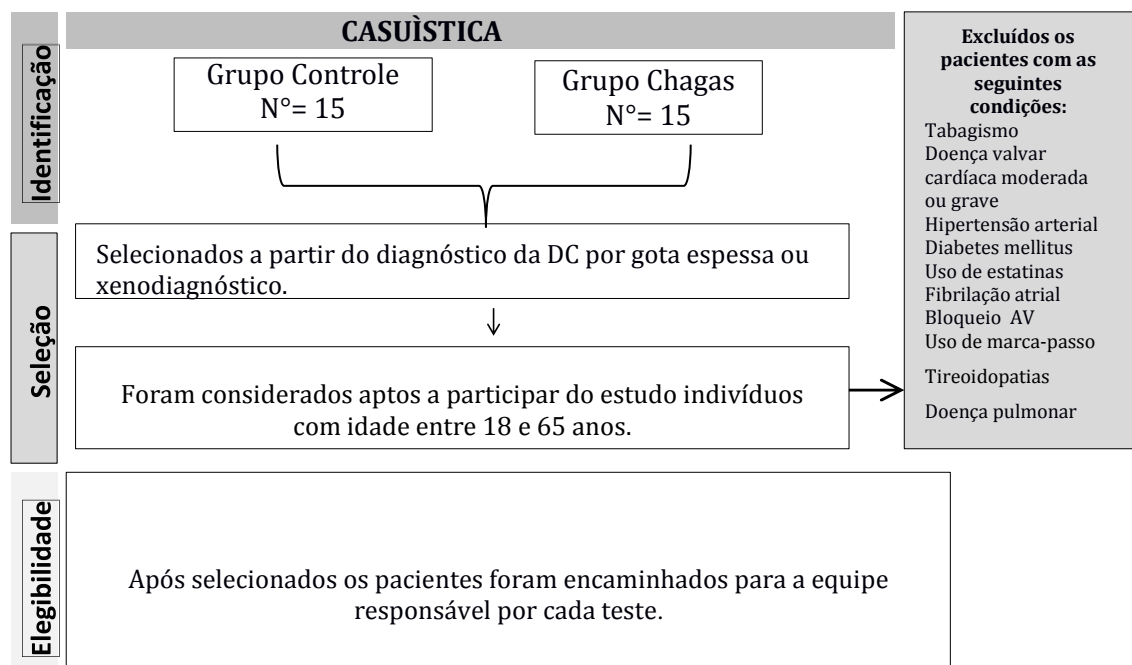 CASUÌSTICA
Identificação
Grupo Controle
N°= 15
Grupo Chagas
N°= 15
Seleção
Selecionados a partir do diagnóstico da DC por gota espessa ou
xenodiagnóstico.
Foram considerados aptos a participar do estudo indivíduos
com idade entre 18 e 65 anos.
Excluídos os
pacientes com as
seguintes
condições:
Tabagismo
Doença valvar
cardíaca moderada
ou grave
Hipertensão arterial
Diabetes mellitus
Uso de estatinas
Fibrilação atrial
Bloqueio AV
Uso de marca-passo
Tireoidopatias
Doença pulmonar
Elegibilidade
Após selecionados os pacientes foram encaminhados para a equipe
responsável por cada teste.